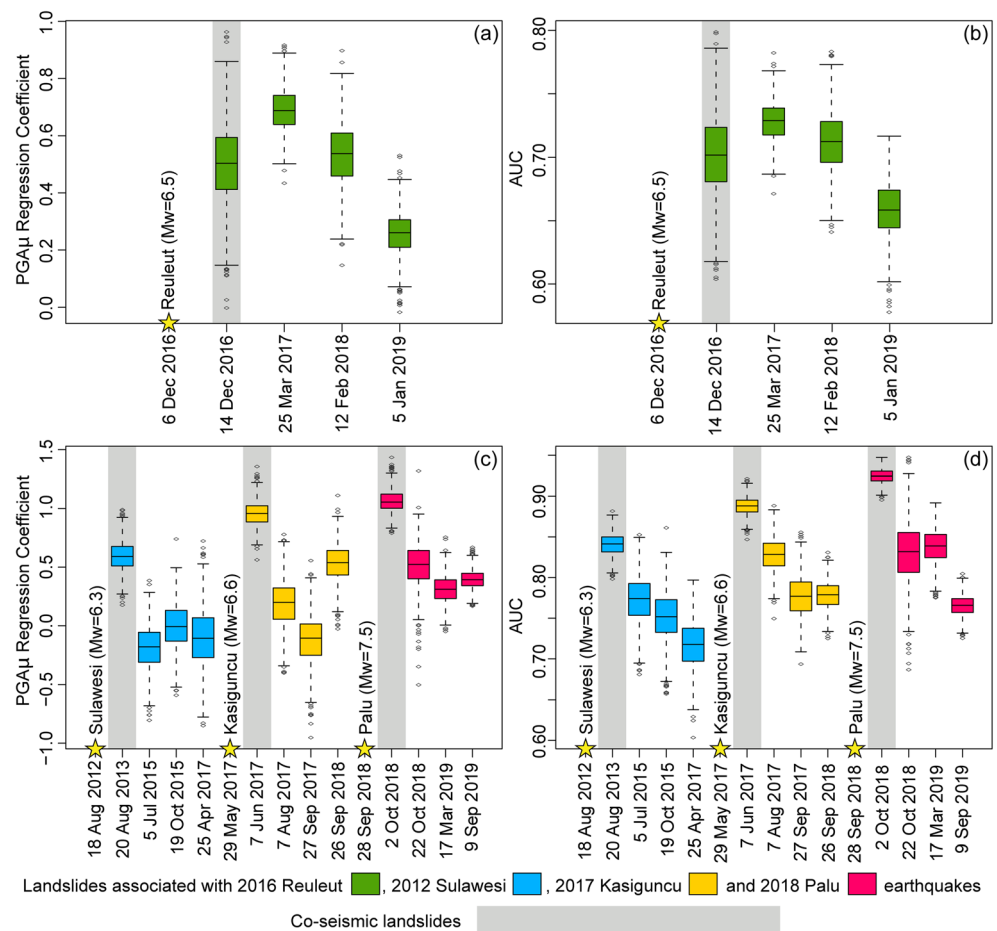 (a)
PGAμ Regression Coefficient
1.0
0.8
0.6
0.4
0.2
0.0
Reuleut (Mw=6.5)
6 Dec 2016
14 Dec 2016
25 Mar 2017
12 Feb 2018
5 Jan 2019
(b)
AUC
0.80
0.70
0.60
Reuleut (Mw=6.5)
6 Dec 2016
14 Dec 2016
25 Mar 2017
12 Feb 2018
5 Jan 2019
(c)
PGAμ Regression Coefficient
1.5
1.0
0.5
0.0
−0.5
−1.0
Sulawesi (Mw=6.3)
Kasiguncu (Mw=6.6)
Palu (Mw=7.5)
18 Aug 2012
20 Aug 2013
5 Jul 2015
19 Oct 2015
25 Apr 2017
29 May 2017
7 Jun 2017
7 Aug 2017
27 Sep 2017
26 Sep 2018
28 Sep 2018
2 Oct 2018
22 Oct 2018
17 Mar 2019
9 Sep 2019
(d)
AUC
0.90
0.80
0.70
0.60
Sulawesi (Mw=6.3)
Kasiguncu (Mw=6.6)
Palu (Mw=7.5)
18 Aug 2012
20 Aug 2013
5 Jul 2015
19 Oct 2015
25 Apr 2017
29 May 2017
7 Jun 2017
7 Aug 2017
27 Sep 2017
26 Sep 2018
28 Sep 2018
2 Oct 2018
22 Oct 2018
17 Mar 2019
9 Sep 2019
Landslides associated with 2016 Reuleut , 2012 Sulawesi , 2017 Kasiguncu and 2018 Palu earthquakes
Co-seismic landslides